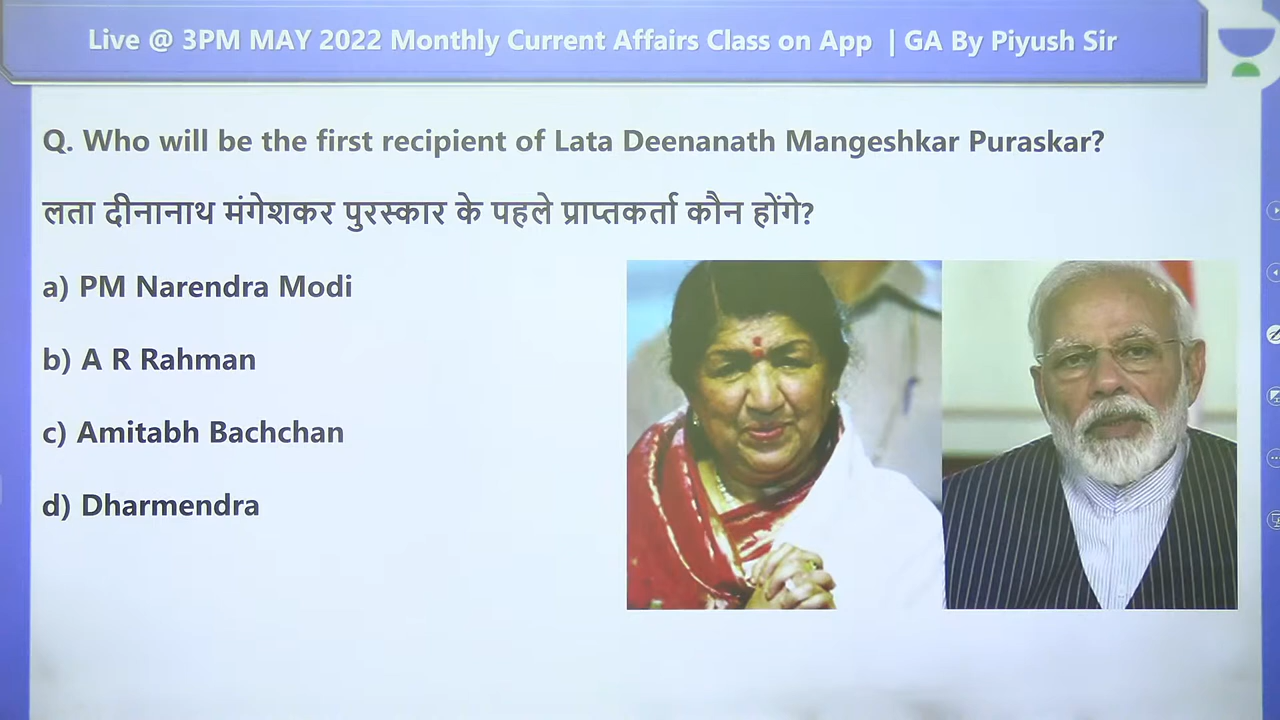 Live @ 3PM MAY 2022 Monthly Current Affairs Class on App | GA By Piyush Sir
Q. Who will be the first recipient of Lata Deenanath Mangeshkar Puraskar?
लता दीनानाथ मंगेशकर पुरस्कार के पहले प्राप्तकर्ता कौन होंगे?
a) PM Narendra Modi
b) A R Rahman
c) Amitabh Bachchan
d) Dharmendra